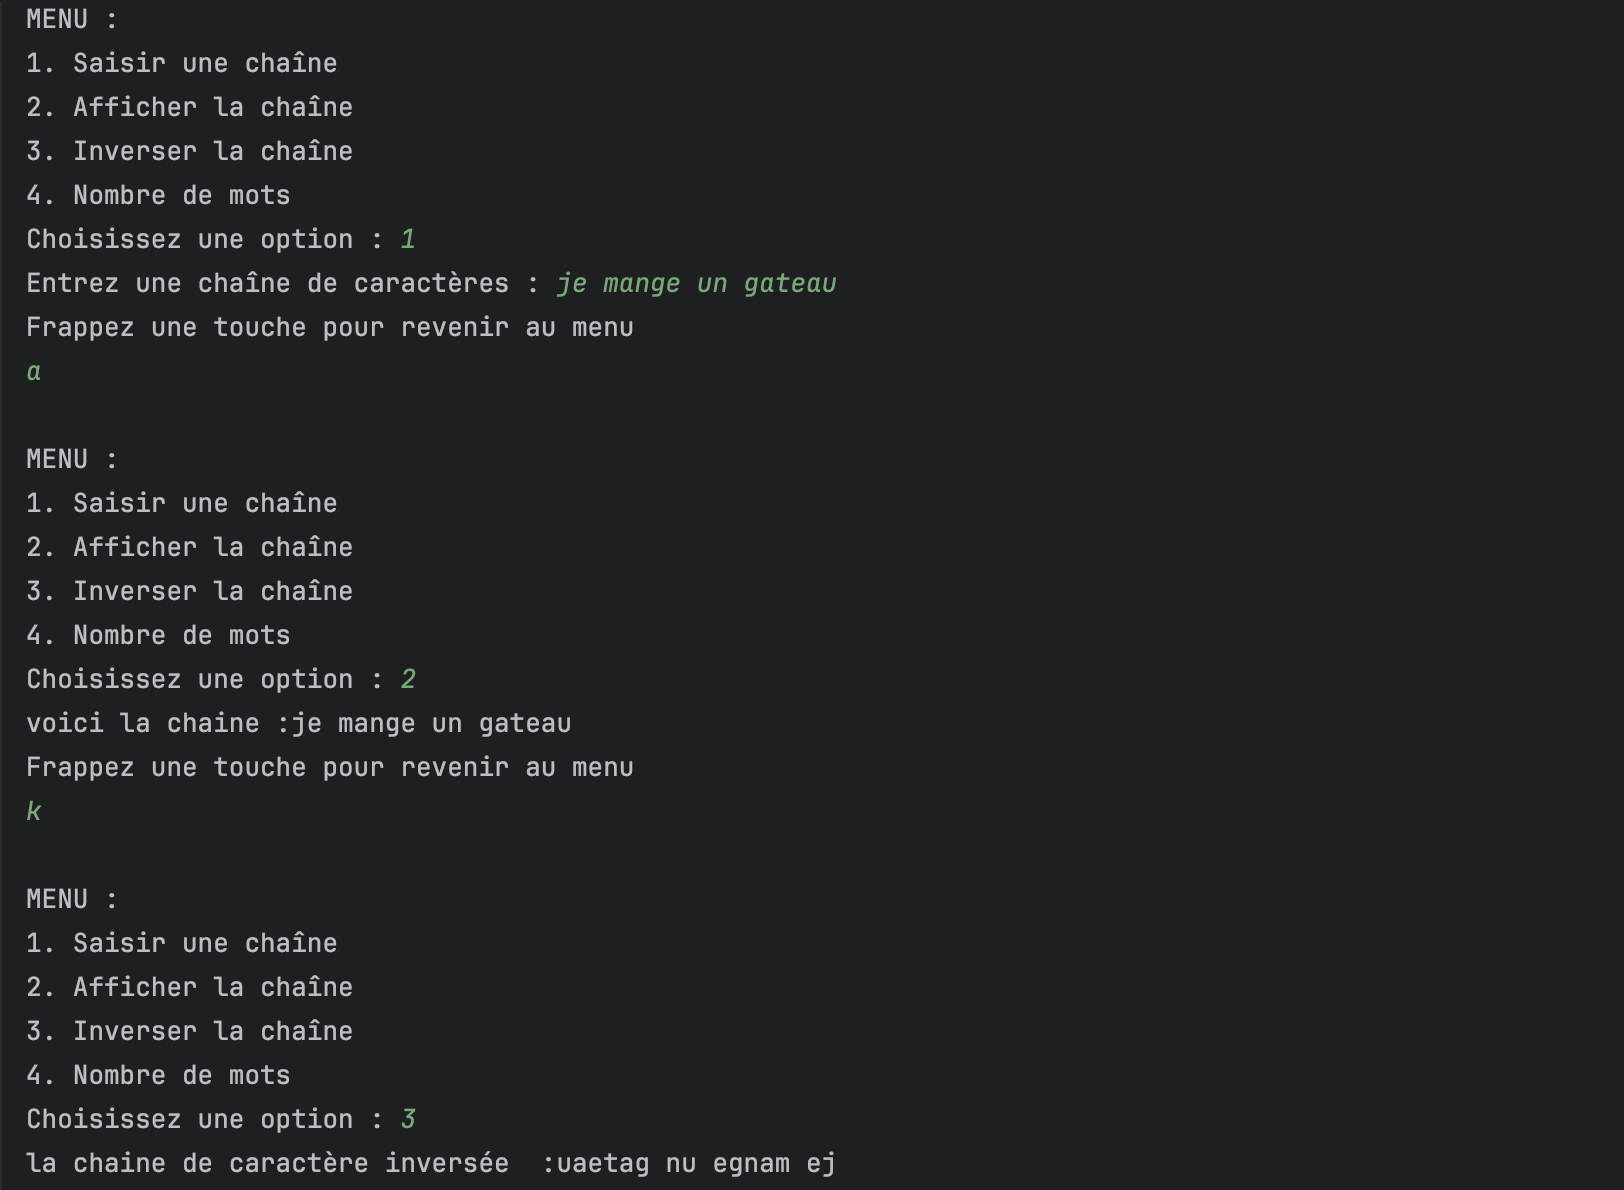 MENU :
1. Saisir une chaîne
2. Afficher la chaîne
3. Inverser la chaîne
4. Nombre de mots
Choisissez une option : 1
Entrez une chaîne de caractères : je mange un gateau
Frappez une touche pour revenir au menu
a
MENU :
1. Saisir une chaîne
2. Afficher la chaîne
3. Inverser la chaîne
4. Nombre de mots
Choisissez une option : 2
voici la chaine :je mange un gateau
Frappez une touche pour revenir au menu
k
MENU :
1. Saisir une chaîne
2. Afficher la chaîne
3. Inverser la chaîne
4. Nombre de mots
Choisissez une option : 3
la chaine de caractère inversée  :uaetag nu egnam ej